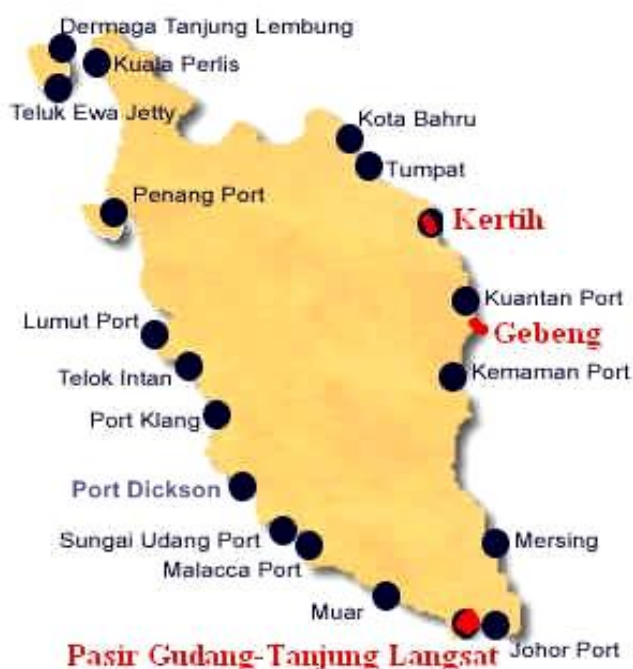 Dermaga Tanjung Lembung
Kuala Perlis
Teluk Ewa Jetty
Kota Bahru
Tumpat
Penang Port
Kertih
Kuantan Port
Lumut Port
Gebeng
Telok Intan
Kemaman Port
Port Klang
Port Dickson
Sungai Udang Port
Mersing
Malacca Port
Muar
Pasir Gudang-Tanjung Langsat
Johor Port